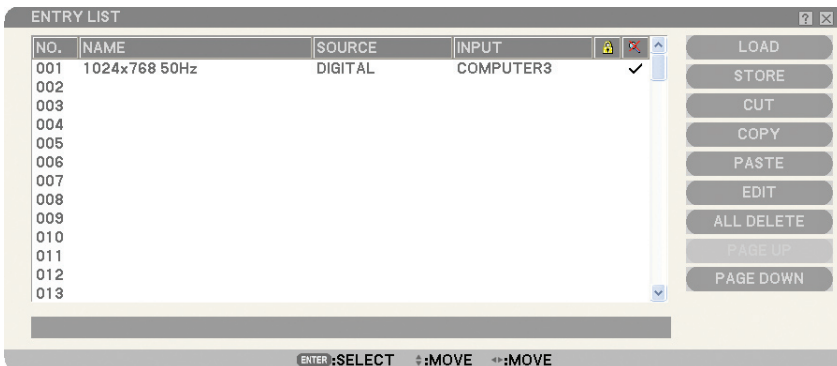 ENTRY LIST
NO. NAME SOURCE INPUT
001 1024x768 50Hz DIGITAL COMPUTER3
002
003
004
005
006
007
008
009
010
011
012
013
LOAD
STORE
CUT
COPY
PASTE
EDIT
ALL DELETE
PAGE UP
PAGE DOWN
ENTER:SELECT :MOVE :MOVE